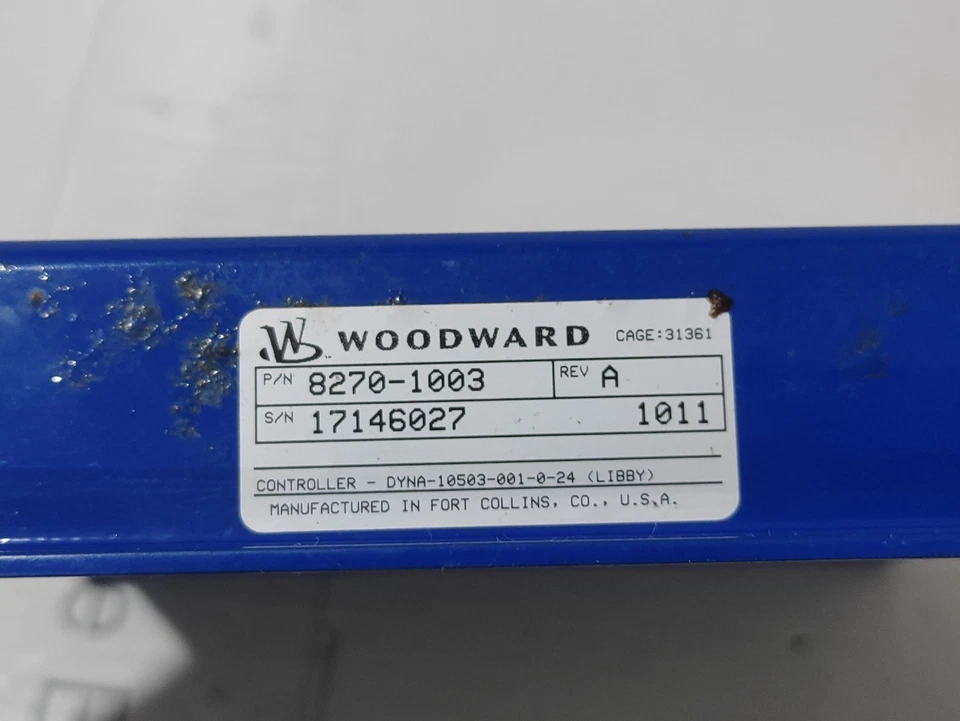 W WOODWARD CAGE:31361
P/N 8270-1003 REV A
S/N 17146027 1011
CONTROLLER - DYNA-10503-001-0-24 (LIBBY)
MANUFACTURED IN FORT COLLINS, CO., U.S.A.
e